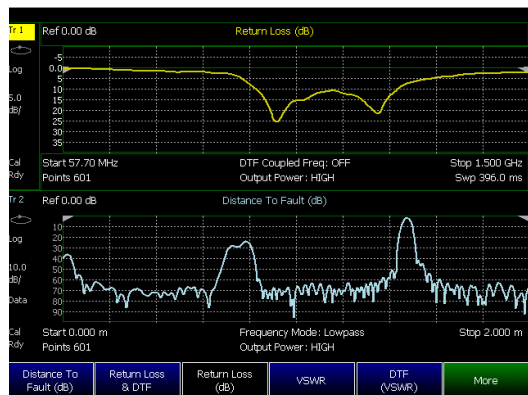 Tr 1
Ref 0.00 dB
Return Loss (dB)
Log
5.0
dB/
-5
0.0
5
10
15
20
25
30
35
Cal
Rdy
Start 57.70 MHz
DTF Coupled Freq: OFF
Stop 1.500 GHz
Points 601
Output Power: HIGH
Swp 396.0 ms
Tr 2
Ref 0.00 dB
Distance To Fault (dB)
Log
10.0
dB/
Data
10
20
30
40
50
60
70
80
90
Cal
Rdy
Start 0.000 m
Frequency Mode: Lowpass
Stop 2.000 m
Points 601
Output Power: HIGH
Distance To
Fault (dB)
Return Loss
& DTF
Return Loss
(dB)
VSWR
DTF
(VSWR)
More